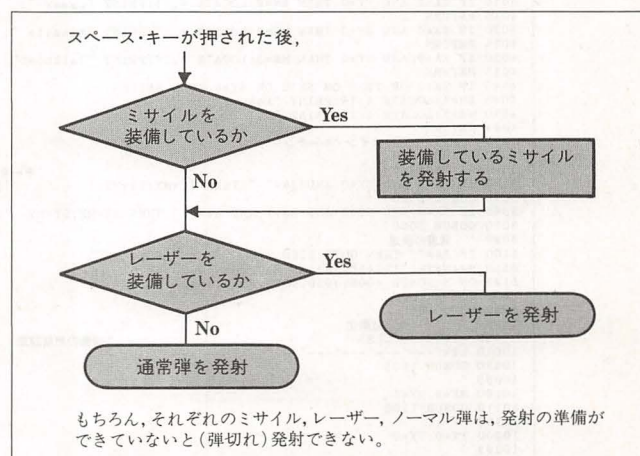 スペース・キーが押された後，
ミサイルを
装備しているか
Yes
装備しているミサイル
を発射する
No
レーザーを
装備しているか
Yes
レーザーを発射
No
通常弾を発射
もちろん，それぞれのミサイル，レーザー，ノーマル弾は，発射の準備が
できていないと(弾切れ)発射できない。